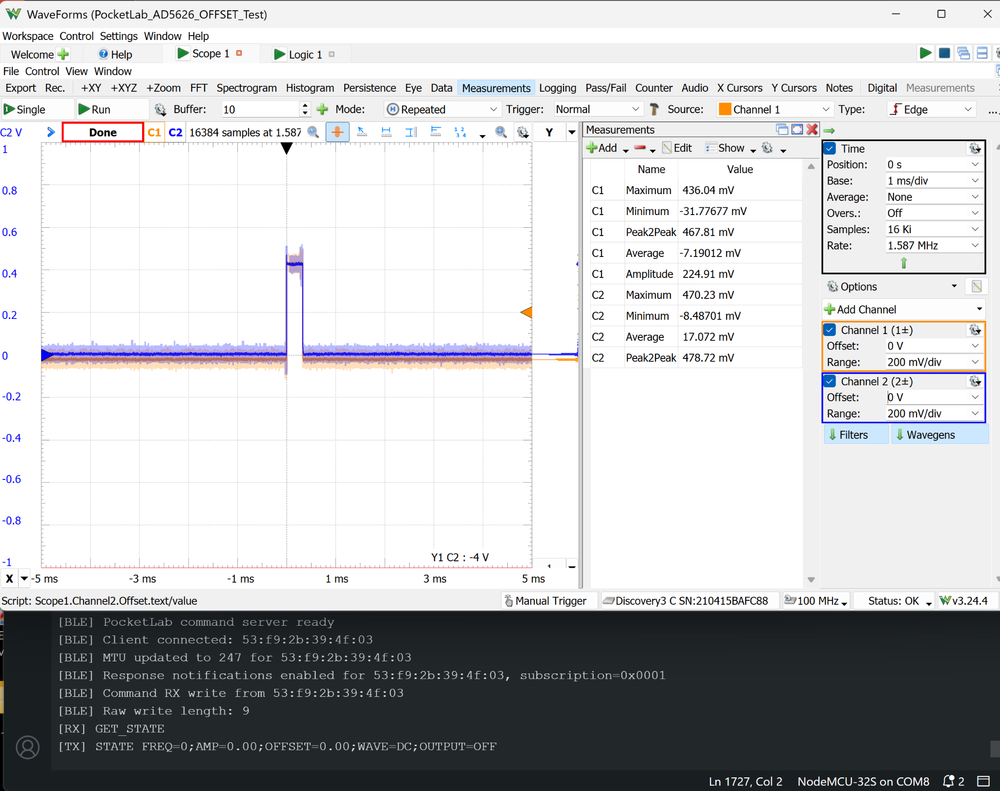 WaveForms (PocketLab_AD5626_OFFSET_Test)
Workspace Control Settings Window Help
Welcome Help Scope 1 Logic 1
File Control View Window
Export Rec. +XY +XYZ +Zoom FFT Spectrogram Histogram Persistence Eye Data Measurements Logging Pass/Fail Counter Audio X Cursors Y Cursors Notes Digital Measurements
Single Run Buffer: 10 Mode: Repeated Trigger: Normal Source: Channel 1 Type: Edge ...
C2 V Done C1 C2 16384 samples at 1.587 Y
1
0.8
0.6
0.4
0.2
0
-0.2
-0.4
-0.6
-0.8
-1
Y1 C2 : -4 V
1
X -5 ms -3 ms -1 ms 1 ms 3 ms 5 ms
Measurements
Add Edit Show
Name Value
C1 Maximum 436.04 mV
C1 Minimum -31.77677 mV
C1 Peak2Peak 467.81 mV
C1 Average -7.19012 mV
C1 Amplitude 224.91 mV
C2 Maximum 470.23 mV
C2 Minimum -8.48701 mV
C2 Average 17.072 mV
C2 Peak2Peak 478.72 mV
Time
Position: 0 s
Base: 1 ms/div
Average: None
Overs.: Off
Samples: 16 Ki
Rate: 1.587 MHz
Options
Add Channel
Channel 1 (1±)
Offset: 0 V
Range: 200 mV/div
Channel 2 (2±)
Offset: 0 V
Range: 200 mV/div
Filters Wavegens
Script: Scope1.Channel2.Offset.text/value Manual Trigger Discovery3 C SN:210415BAFC88 100 MHz Status: OK v3.24.4
[BLE] PocketLab command server ready
[BLE] Client connected: 53:f9:2b:39:4f:03
[BLE] MTU updated to 247 for 53:f9:2b:39:4f:03
[BLE] Response notifications enabled for 53:f9:2b:39:4f:03, subscription=0x0001
[BLE] Command RX write from 53:f9:2b:39:4f:03
[BLE] Raw write length: 9
[RX] GET_STATE
[TX] STATE FREQ=0;AMP=0.00;OFFSET=0.00;WAVE=DC;OUTPUT=OFF
Ln 1727, Col 2 NodeMCU-32S on COM8 2